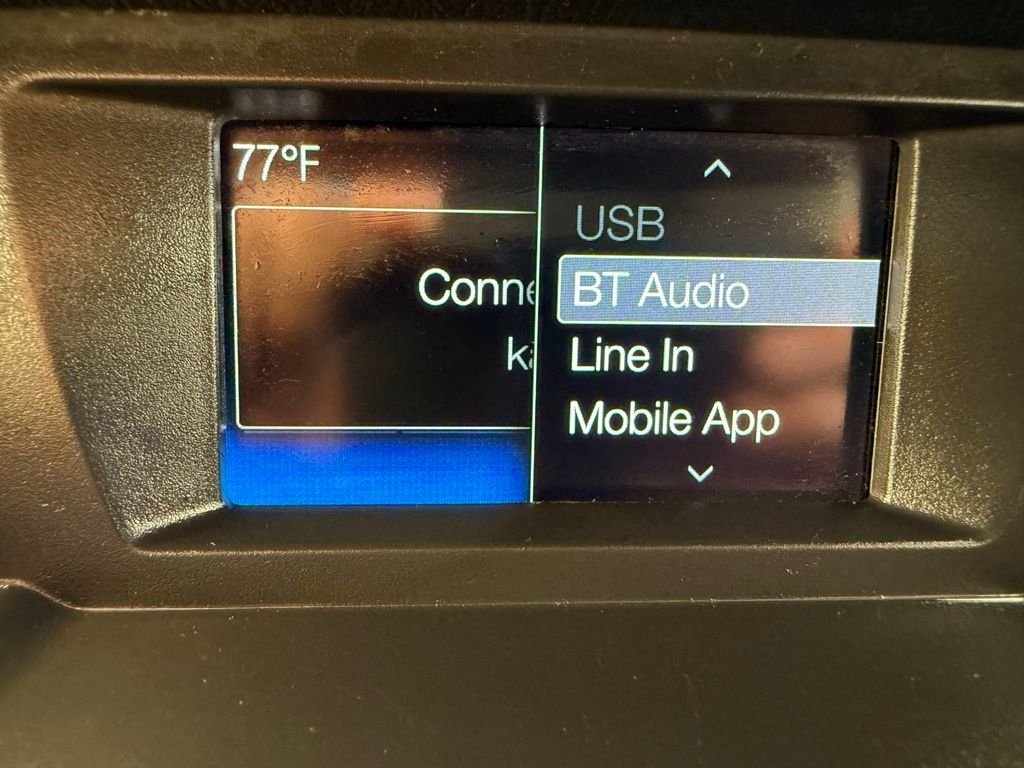 77°F
USB
BT Audio
Line In
Mobile App